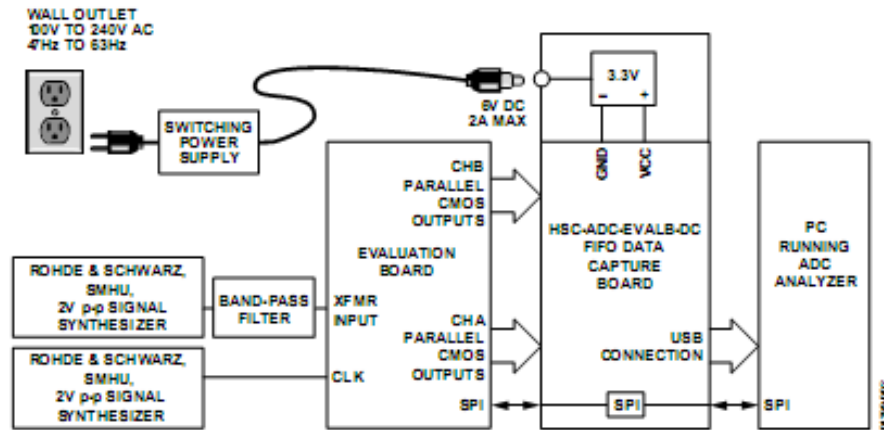 WALL OUTLET
100V TO 240V AC
47Hz TO 63Hz
SWITCHING
POWER
SUPPLY
6V DC
2A MAX
3.3V
–
+
GND
VCC
CHB
PARALLEL
CMOS
OUTPUTS
EVALUATION
BOARD
HSC-ADC-EVALB-DC
FIFO DATA
CAPTURE
BOARD
PC
RUNNING
ADC
ANALYZER
ROHDE & SCHWARZ,
SMHU,
2V p-p SIGNAL
SYNTHESIZER
BAND-PASS
FILTER
XFMR
INPUT
CHA
PARALLEL
CMOS
OUTPUTS
USB
CONNECTION
ROHDE & SCHWARZ,
SMHU,
2V p-p SIGNAL
SYNTHESIZER
CLK
SPI
SPI
SPI